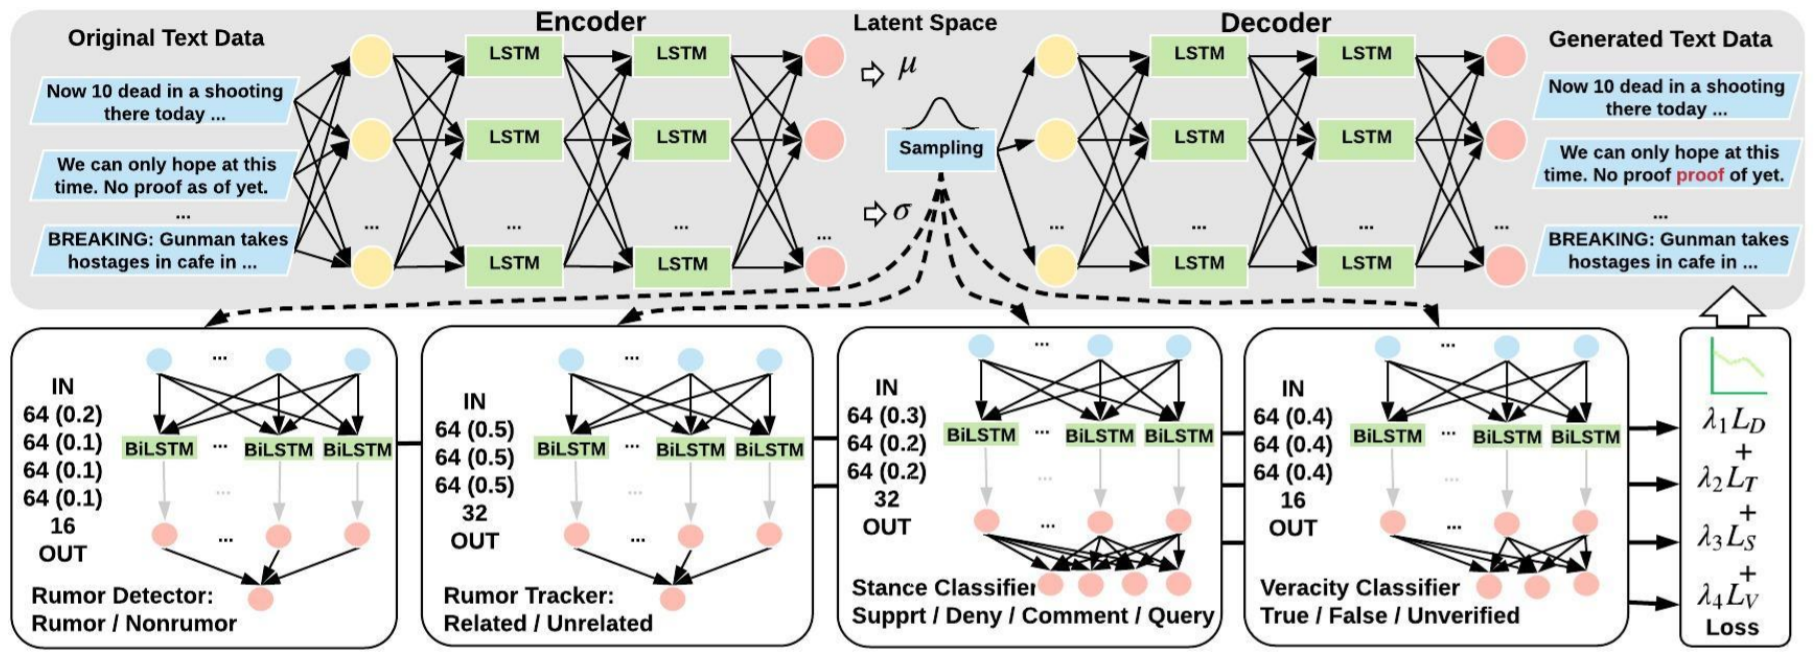 Encoder
Latent Space
Decoder
Original Text Data
Generated Text Data
Now 10 dead in a shooting
there today ...
We can only hope at this
time. No proof as of yet.
...
BREAKING: Gunman takes
hostages in cafe in ...
LSTM
LSTM
LSTM
LSTM
...
...
...
LSTM
LSTM
...
μ
Sampling
σ
LSTM
LSTM
LSTM
LSTM
...
...
...
...
LSTM
LSTM
Now 10 dead in a shooting
there today ...
We can only hope at this
time. No proof proof of yet.
...
BREAKING: Gunman takes
hostages in cafe in ...
IN
64 (0.2)
64 (0.1)
64 (0.1)
64 (0.1)
16
OUT
...
BiLSTM ... BiLSTM BiLSTM
...
...
Rumor Detector:
Rumor / Nonrumor
IN
64 (0.5)
64 (0.5)
64 (0.5)
32
OUT
...
BiLSTM ... BiLSTM BiLSTM
...
...
Rumor Tracker:
Related / Unrelated
IN
64 (0.3)
64 (0.2)
64 (0.2)
32
OUT
...
BiLSTM ... BiLSTM BiLSTM
...
...
Stance Classifier
Supprt / Deny / Comment / Query
IN
64 (0.4)
64 (0.4)
64 (0.4)
16
OUT
...
BiLSTM ... BiLSTM BiLSTM
...
...
Veracity Classifier
True / False / Unverified
λ1LD
+
λ2LT
+
λ3LS
+
λ4LV
Loss